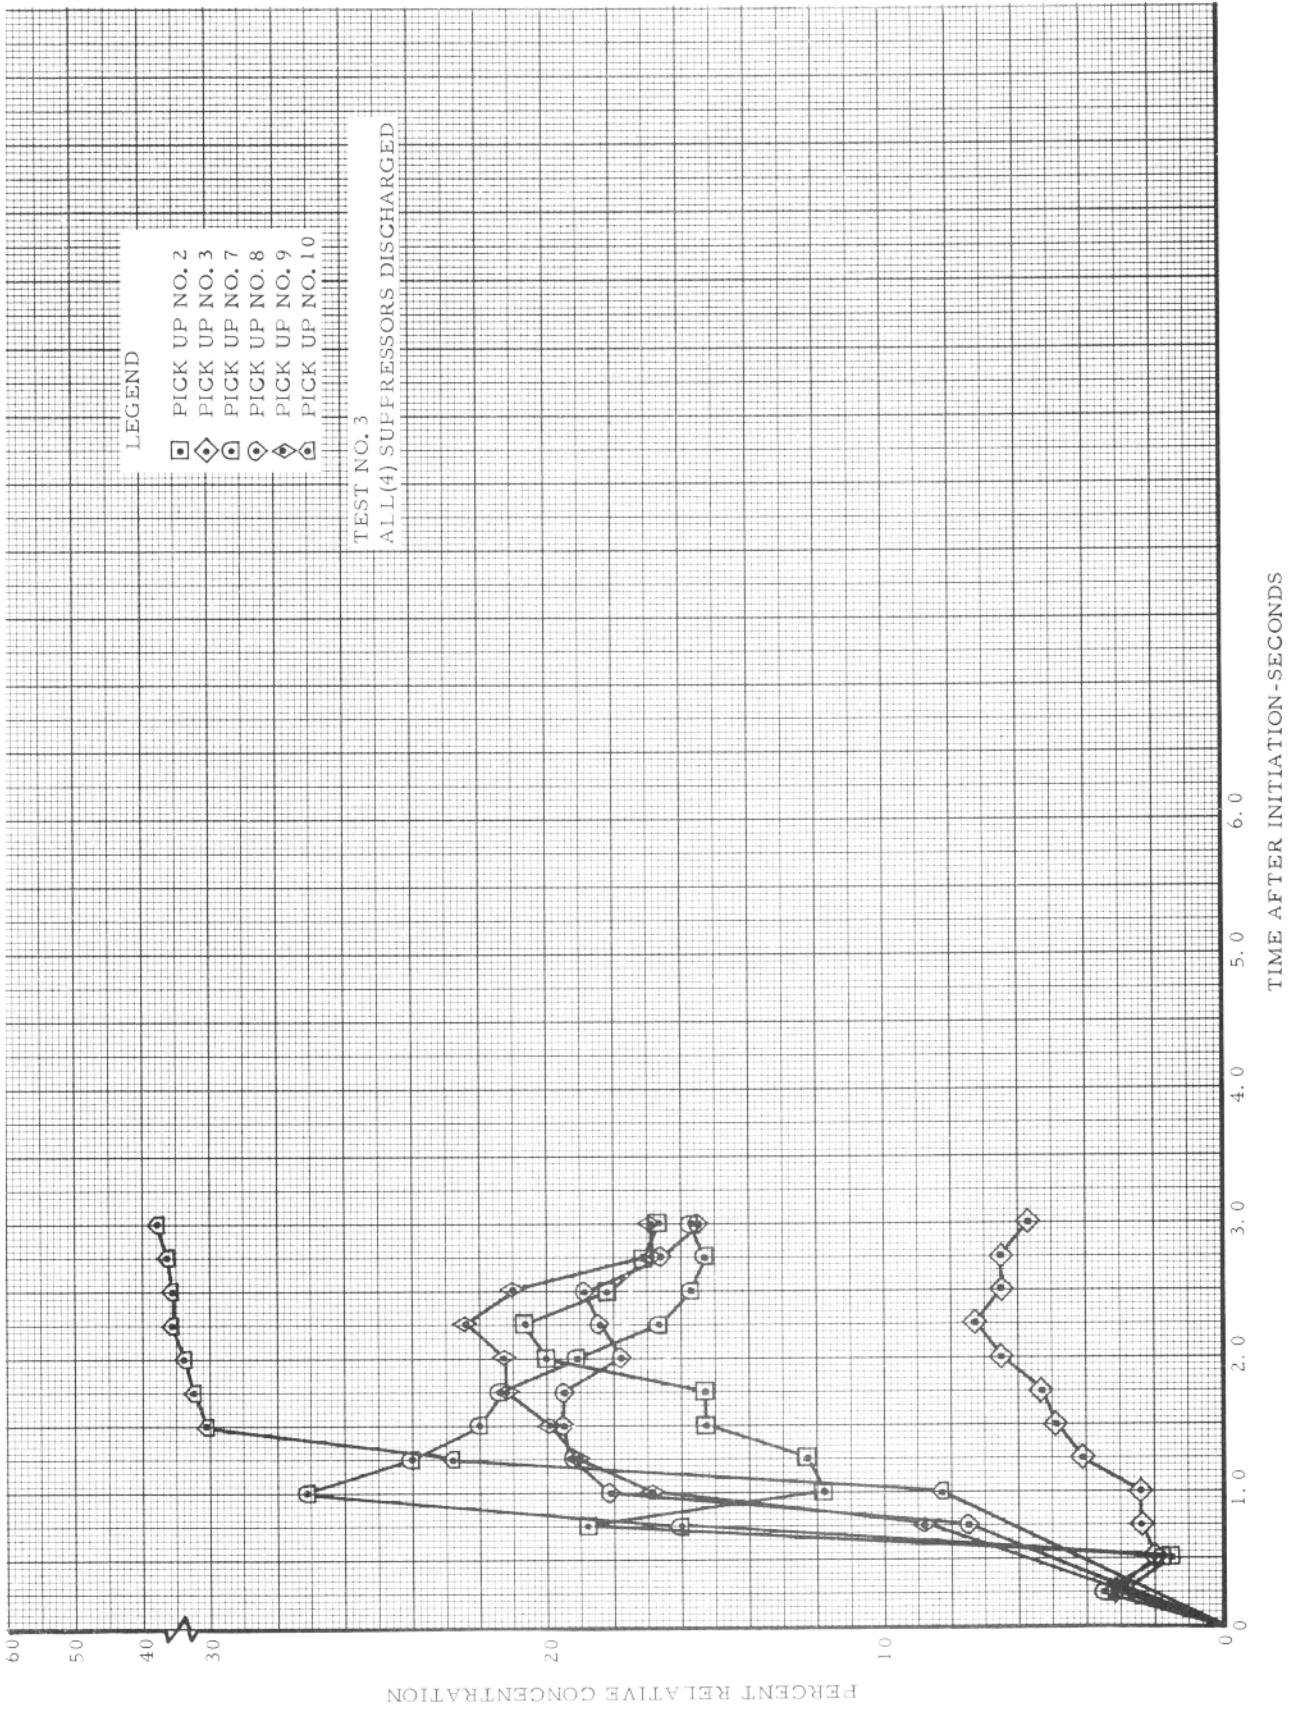 LEGEND
PICK UP NO. 2
PICK UP NO. 3
PICK UP NO. 7
PICK UP NO. 8
PICK UP NO. 9
PICK UP NO. 10
TEST NO. 3
ALL(4) SUPPRESSORS DISCHARGED
60
50
40
30
20
10
0
PERCENT RELATIVE CONCENTRATION
0
1.0
2.0
3.0
4.0
5.0
6.0
TIME AFTER INITIATION-SECONDS